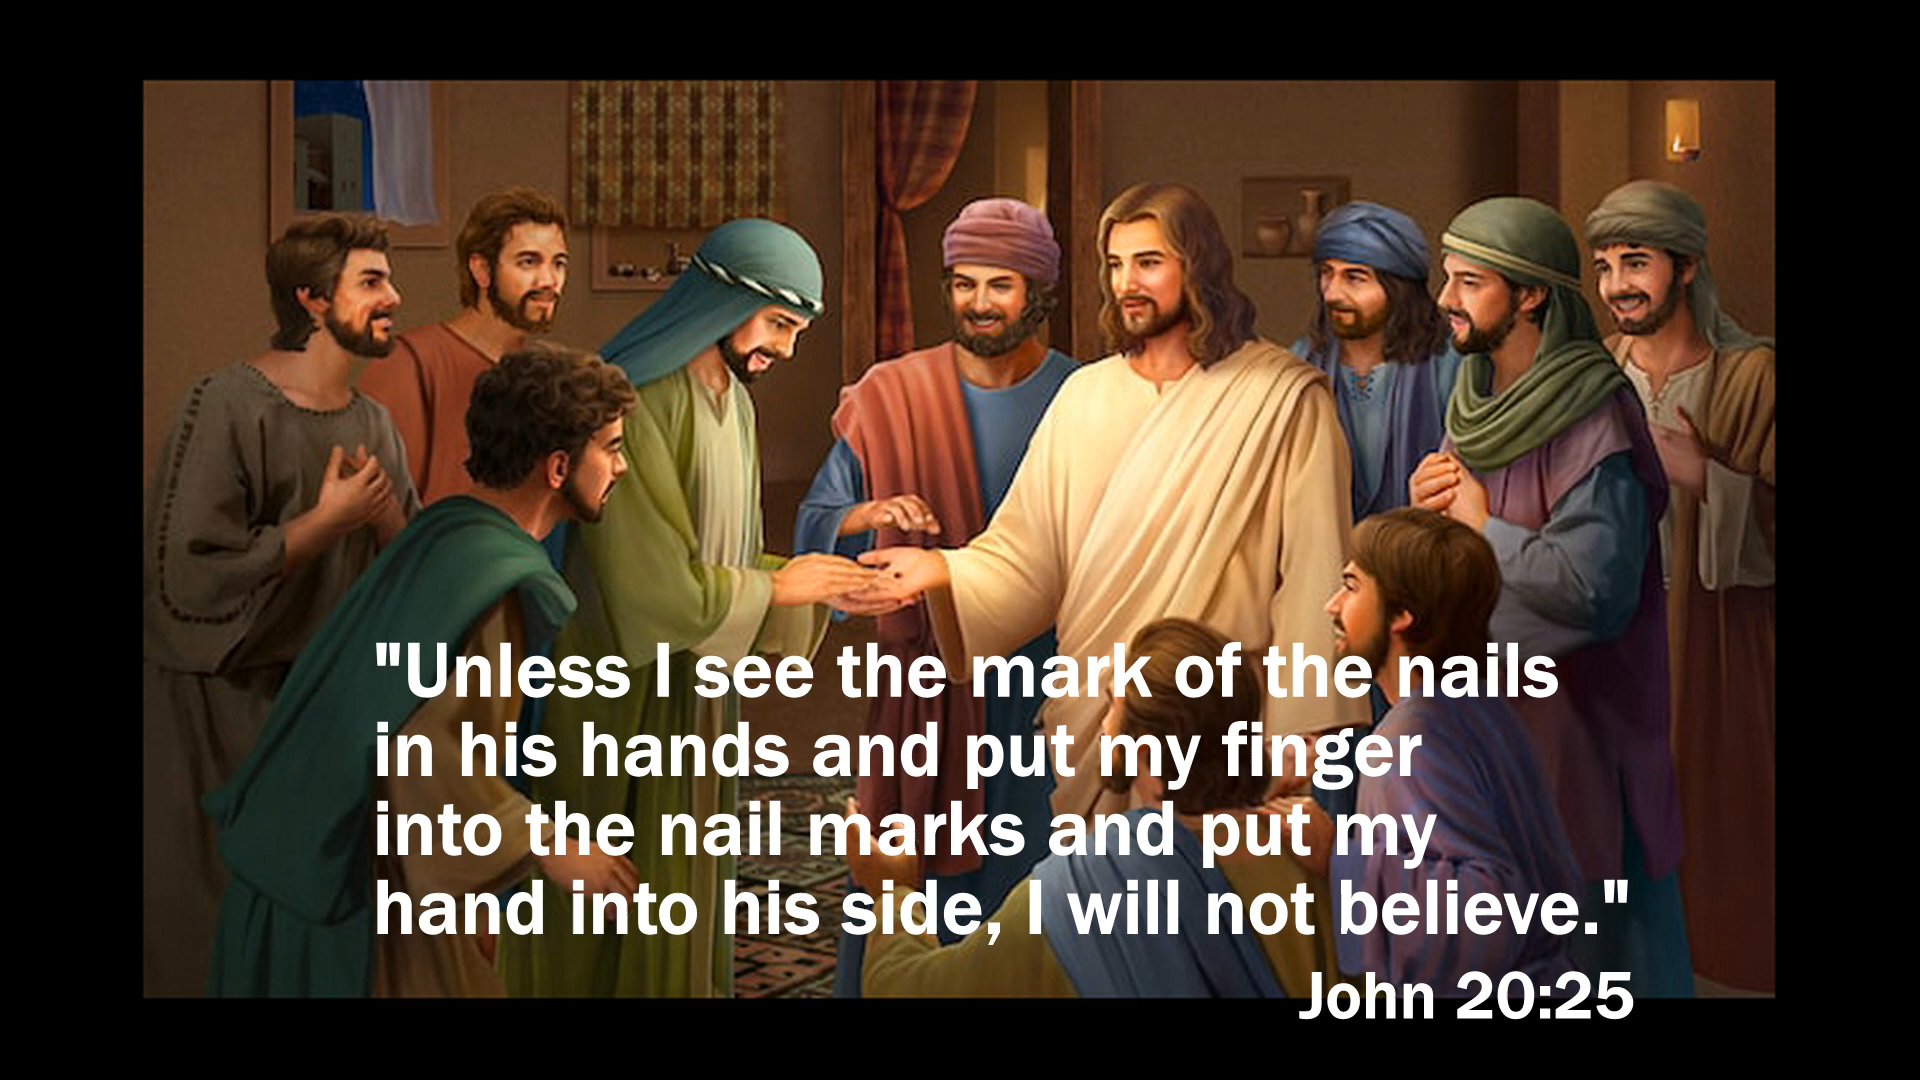 "Unless I see the mark of the nails
in his hands and put my finger
into the nail marks and put my
hand into his side, I will not believe."
John 20:25